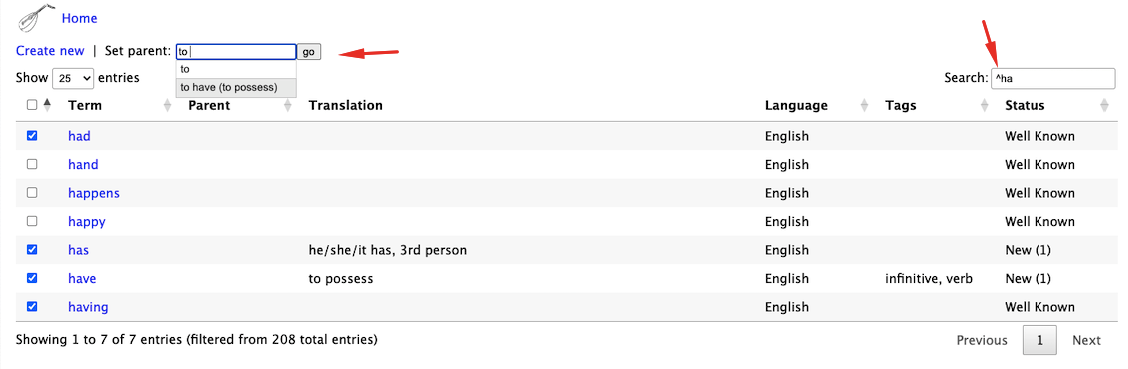 Home
Create new | Set parent: to go
to
to have (to possess)
Show 25 entries
Search: ^ha
Term Parent Translation Language Tags Status
had English Well Known
hand English Well Known
happens English Well Known
happy English Well Known
has he/she/it has, 3rd person English New (1)
have to possess English infinitive, verb New (1)
having English Well Known
Showing 1 to 7 of 7 entries (filtered from 208 total entries)
Previous 1 Next